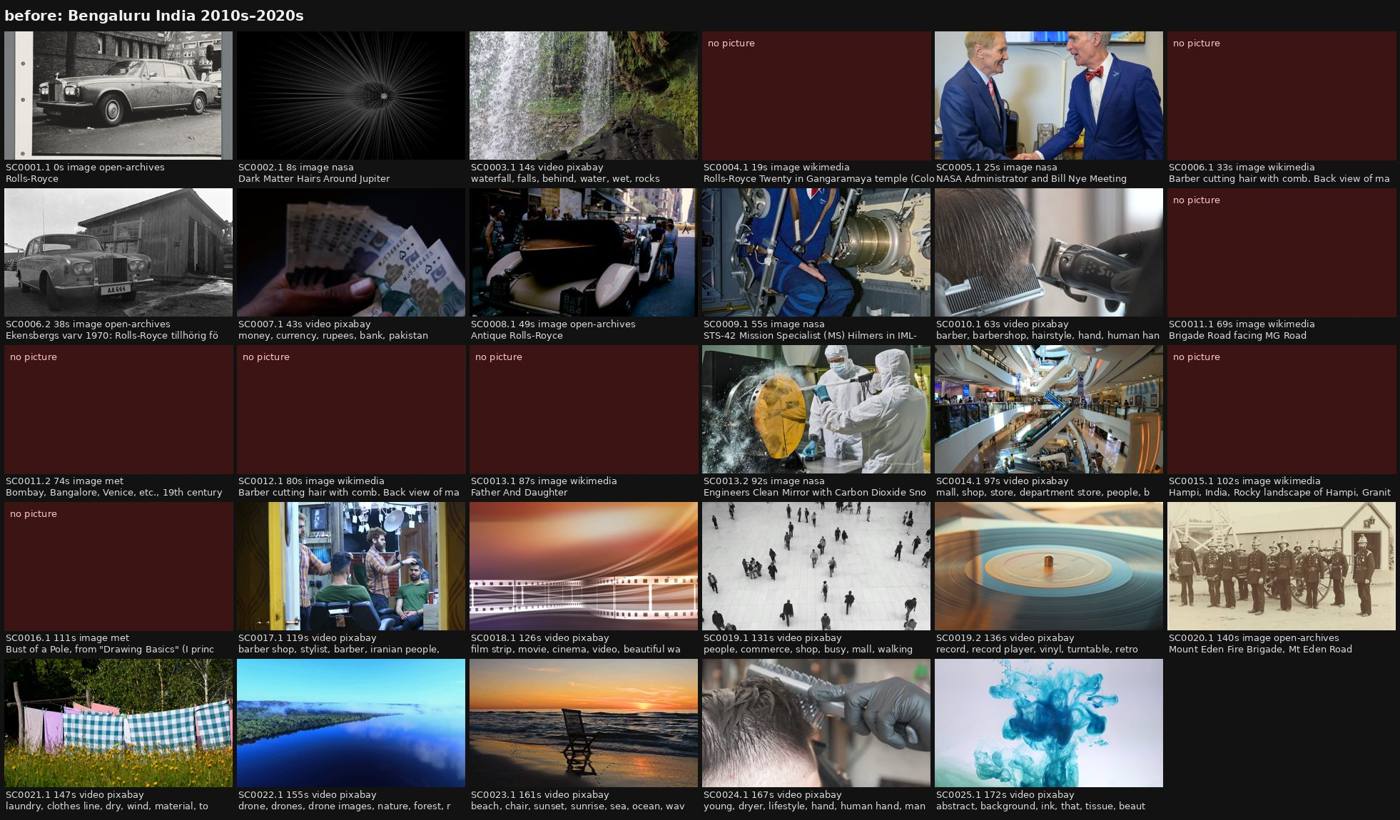 before: Bengaluru India 2010s–2020s
no picture
no picture
SC0001.1 0s image open-archives
Rolls-Royce
SC0002.1 8s image nasa
Dark Matter Hairs Around Jupiter
SC0003.1 14s video pixabay
waterfall, falls, behind, water, wet, rocks
SC0004.1 19s image wikimedia
Rolls-Royce Twenty in Gangaramaya temple (Colo
SC0005.1 25s image nasa
NASA Administrator and Bill Nye Meeting
SC0006.1 33s image wikimedia
Barber cutting hair with comb. Back view of ma
no picture
AA 666
SC0006.2 38s image open-archives
Ekensbergs varv 1970: Rolls-Royce tillhörig fö
SC0007.1 43s video pixabay
money, currency, rupees, bank, pakistan
SC0008.1 49s image open-archives
Antique Rolls-Royce
SC0009.1 55s image nasa
STS-42 Mission Specialist (MS) Hilmers in IML-
SC0010.1 63s video pixabay
barber, barbershop, hairstyle, hand, human han
SC0011.1 69s image wikimedia
Brigade Road facing MG Road
no picture
no picture
no picture
no picture
SC0011.2 74s image met
Bombay, Bangalore, Venice, etc., 19th century
SC0012.1 80s image wikimedia
Barber cutting hair with comb. Back view of ma
SC0013.1 87s image wikimedia
Father And Daughter
SC0013.2 92s image nasa
Engineers Clean Mirror with Carbon Dioxide Sno
SC0014.1 97s video pixabay
mall, shop, store, department store, people, b
SC0015.1 102s image wikimedia
Hampi, India, Rocky landscape of Hampi, Granit
no picture
SC0016.1 111s image met
Bust of a Pole, from "Drawing Basics" (I princ
SC0017.1 119s video pixabay
barber shop, stylist, barber, iranian people,
SC0018.1 126s video pixabay
film strip, movie, cinema, video, beautiful wa
SC0019.1 131s video pixabay
people, commerce, shop, busy, mall, walking
SC0019.2 136s video pixabay
record, record player, vinyl, turntable, retro
SC0020.1 140s image open-archives
Mount Eden Fire Brigade, Mt Eden Road
SC0021.1 147s video pixabay
laundry, clothes line, dry, wind, material, to
SC0022.1 155s video pixabay
drone, drones, drone images, nature, forest, r
SC0023.1 161s video pixabay
beach, chair, sunset, sunrise, sea, ocean, wav
SC0024.1 167s video pixabay
young, dryer, lifestyle, hand, human hand, man
SC0025.1 172s video pixabay
abstract, background, ink, that, tissue, beaut